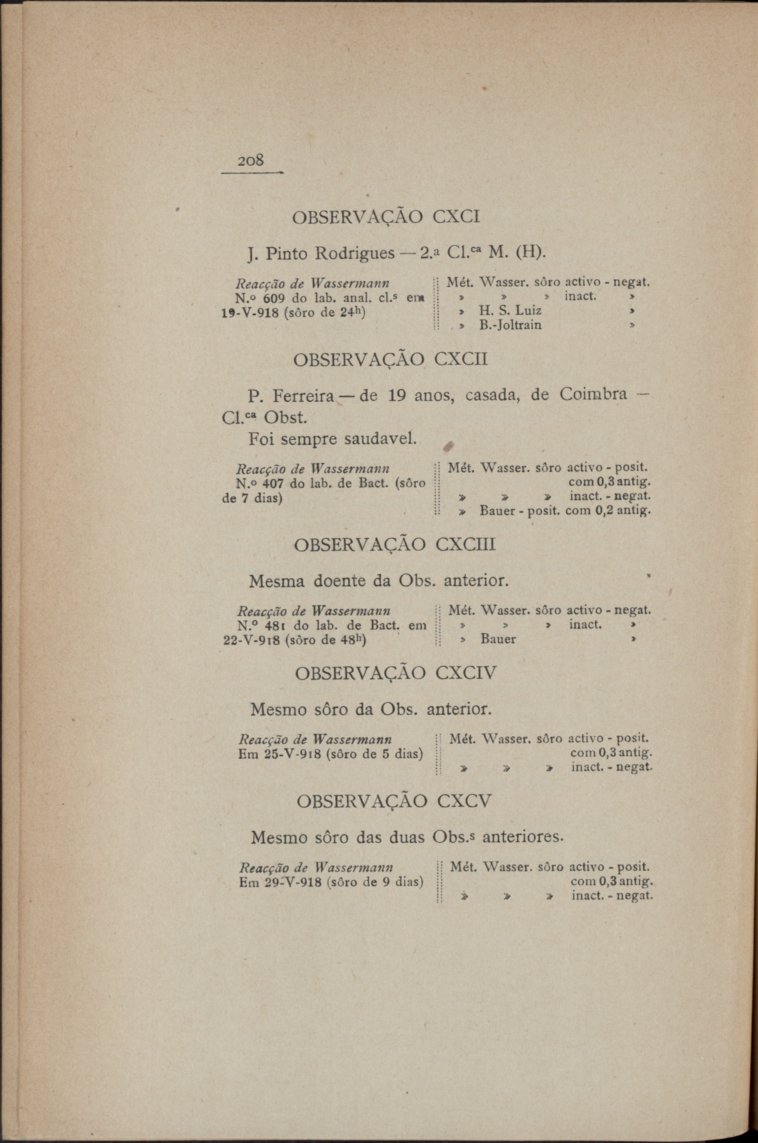 208
OBSERVAÇÃO CXCI
J. Pinto Rodrigues — 2.ª Cl.ᶜᵃ M. (H).
Reacção de Wassermann
N.º 609 do lab. anal. cl.ˢ em
19-V-918 (sôro de 24ʰ)
Mét. Wasser. sôro activo - negat.
» » » inact. »
» H. S. Luiz »
» B.-Joltrain »
OBSERVAÇÃO CXCII
P. Ferreira — de 19 anos, casada, de Coimbra —
Cl.ᶜᵃ Obst.
Foi sempre saudavel.
Reacção de Wassermann
N.º 407 do lab. de Bact. (sôro
de 7 dias)
Mét. Wasser. sôro activo - posit.
com 0,3 antig.
» » » inact. - negat.
» Bauer - posit. com 0,2 antig.
OBSERVAÇÃO CXCIII
Mesma doente da Obs. anterior.
Reacção de Wassermann
N.º 481 do lab. de Bact. em
22-V-918 (sôro de 48ʰ)
Mét. Wasser. sôro activo - negat.
» » » inact. »
» Bauer »
OBSERVAÇÃO CXCIV
Mesmo sôro da Obs. anterior.
Reacção de Wassermann
Em 25-V-918 (sôro de 5 dias)
Mét. Wasser. sôro activo - posit.
com 0,3 antig.
» » » inact. - negat.
OBSERVAÇÃO CXCV
Mesmo sôro das duas Obs.ˢ anteriores.
Reacção de Wassermann
Em 29-V-918 (sôro de 9 dias)
Mét. Wasser. sôro activo - posit.
com 0,3 antig.
» » » inact. - negat.